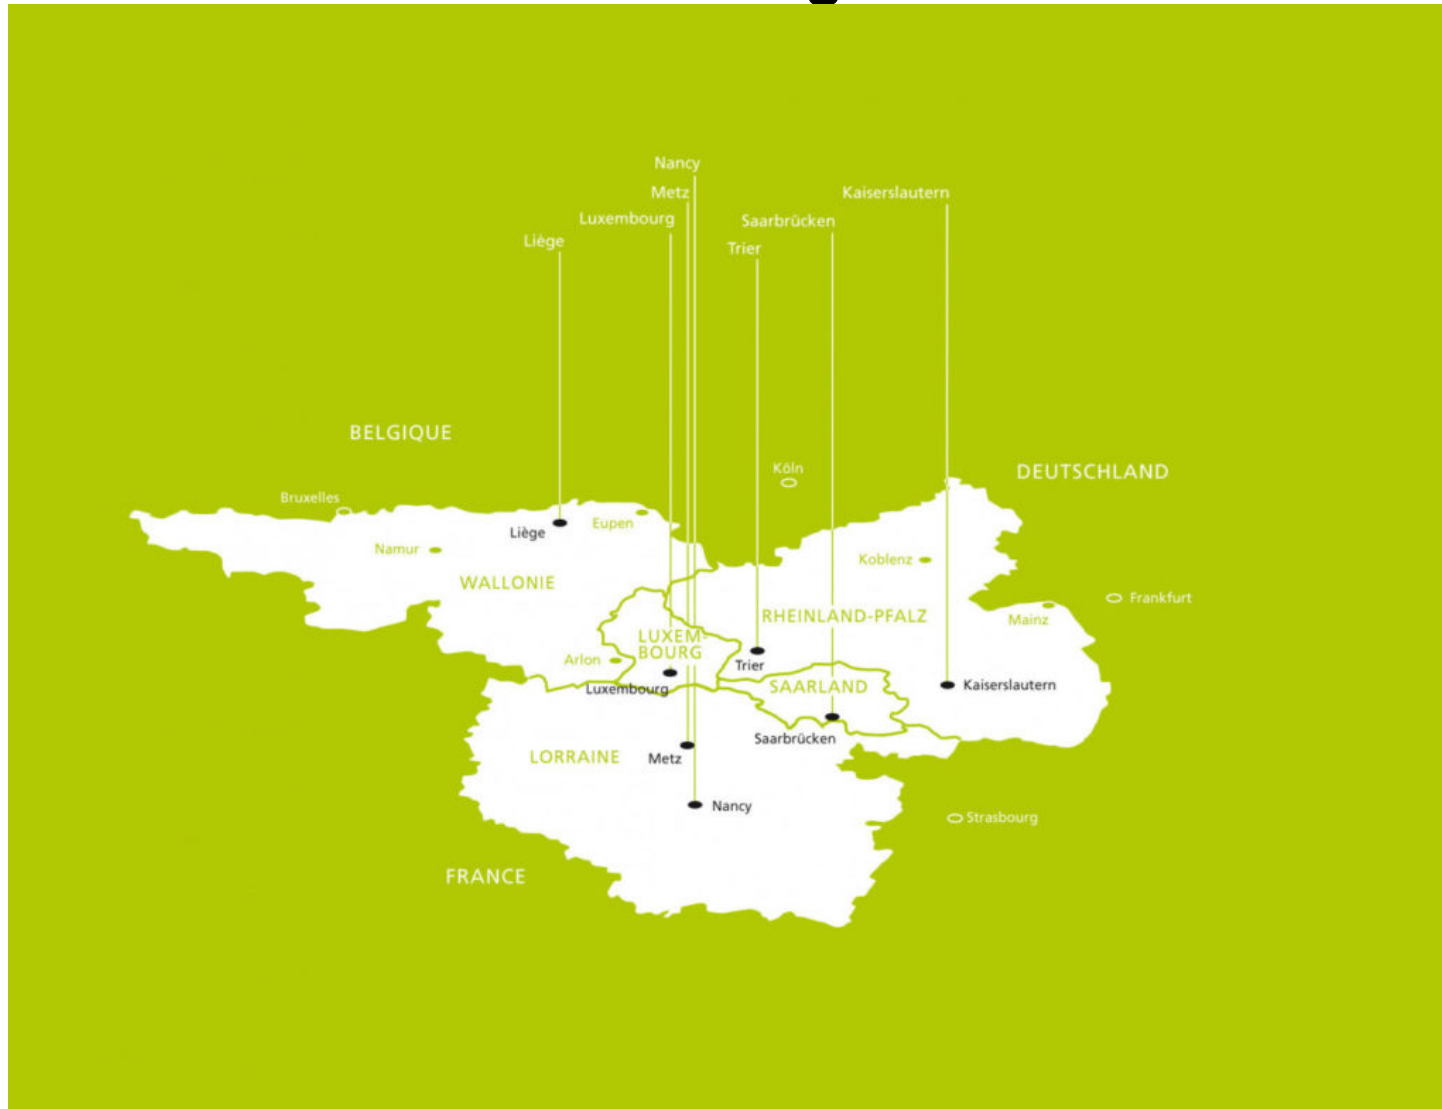 Nancy
Metz
Kaiserslautern
Luxembourg
Saarbrücken
Liège
Trier
BELGIQUE
Köln
DEUTSCHLAND
Bruxelles
Liège
Eupen
Namur
Koblenz
WALLONIE
Frankfurt
RHEINLAND-PFALZ
Mainz
LUXEM-
BOURG
Arlon
Trier
Luxembourg
SAARLAND
Kaiserslautern
Saarbrücken
LORRAINE
Metz
Nancy
Strasbourg
FRANCE